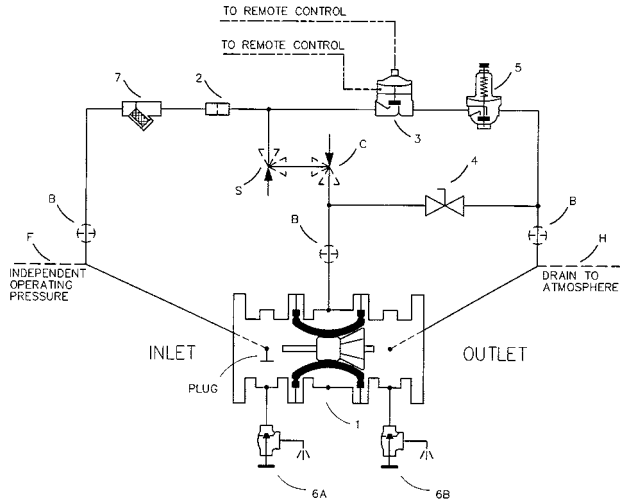 TO REMOTE CONTROL
TO REMOTE CONTROL
7
2
5
3
S
C
4
B
B
B
F
H
INDEPENDENT
OPERATING
PRESSURE
DRAIN TO
ATMOSPHERE
INLET
OUTLET
PLUG
1
6A
6B